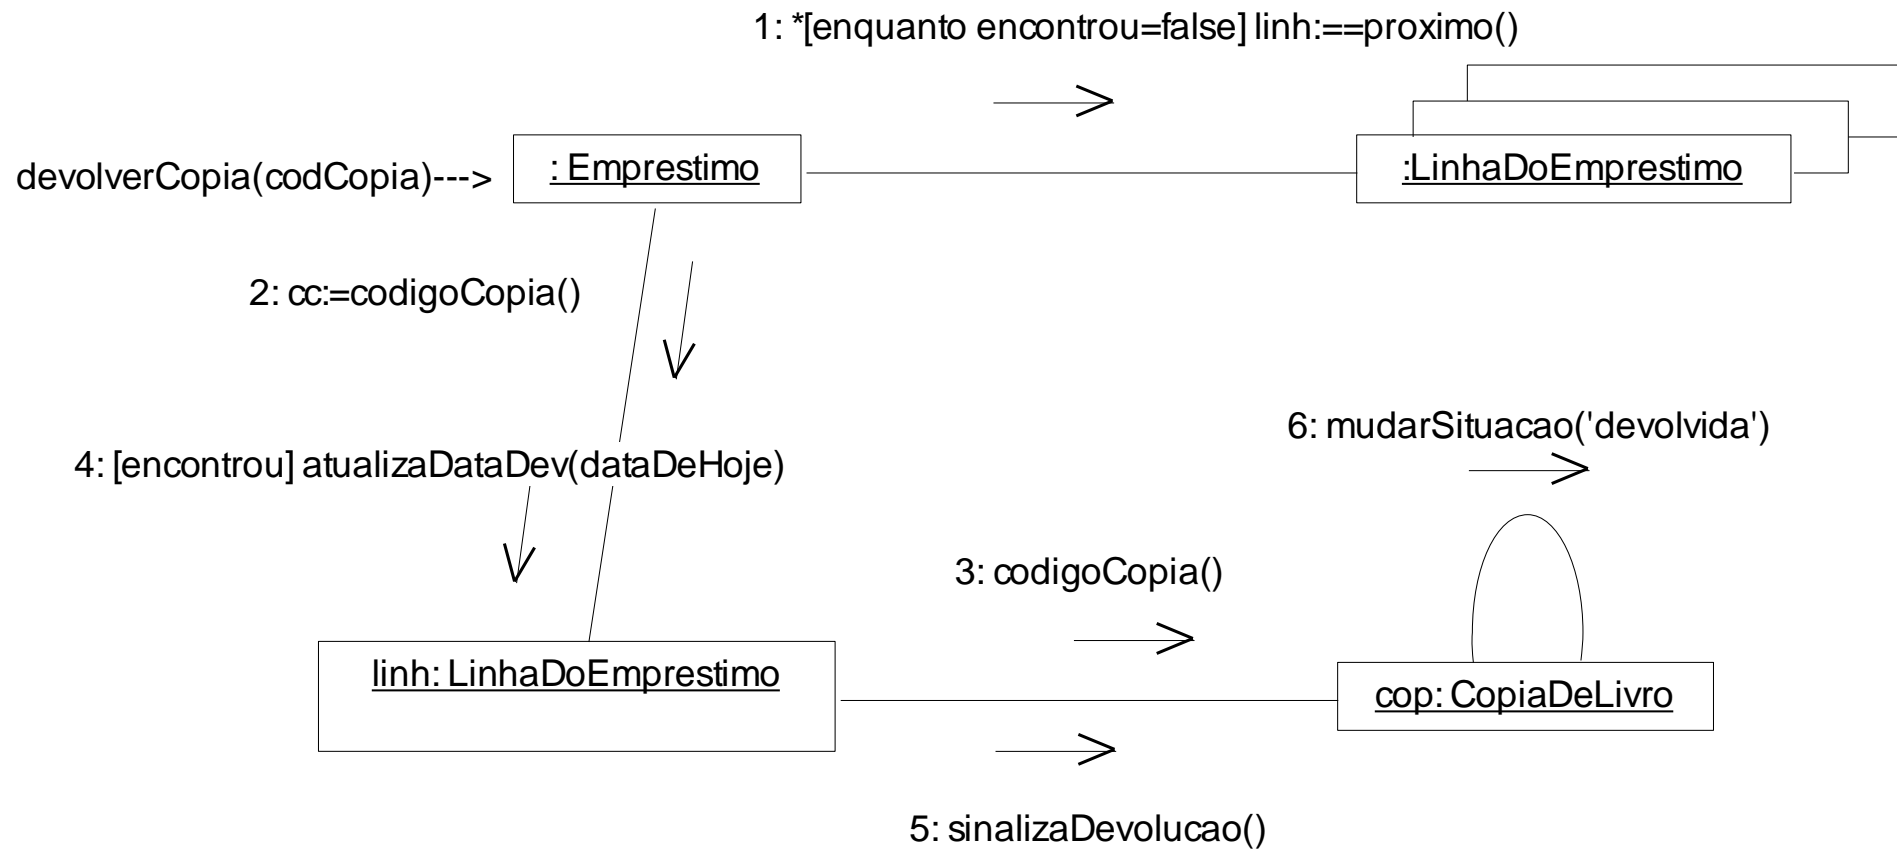 1: *[enquanto encontrou=false] linh:==proximo()
devolverCopia(codCopia)--->
: Emprestimo
:LinhaDoEmprestimo
2: cc:=codigoCopia()
6: mudarSituacao('devolvida')
4: [encontrou] atualizaDataDev(dataDeHoje)
3: codigoCopia()
linh: LinhaDoEmprestimo
cop: CopiaDeLivro
5: sinalizaDevolucao()